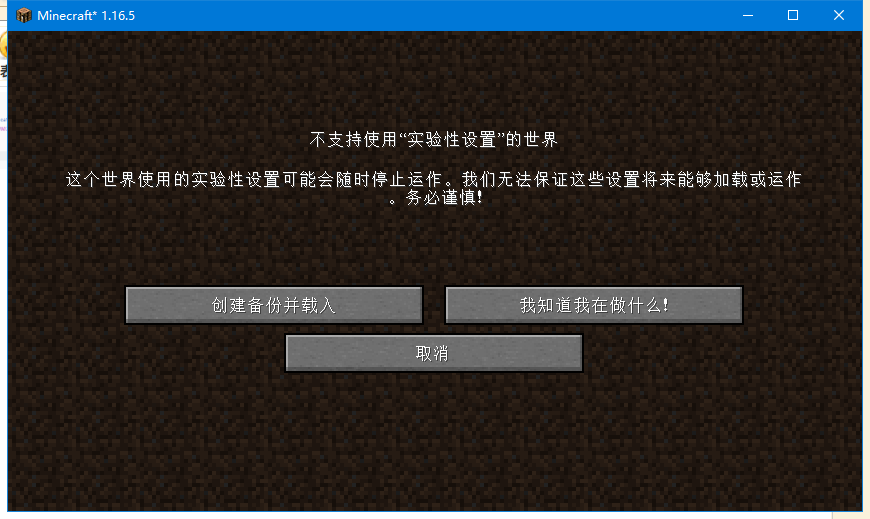 Minecraft* 1.16.5
不支持使用“实验性设置”的世界
这个世界使用的实验性设置可能会随时停止运作。我们无法保证这些设置将来能够加载或运作
。务必谨慎!
创建备份并载入
我知道我在做什么!
取消